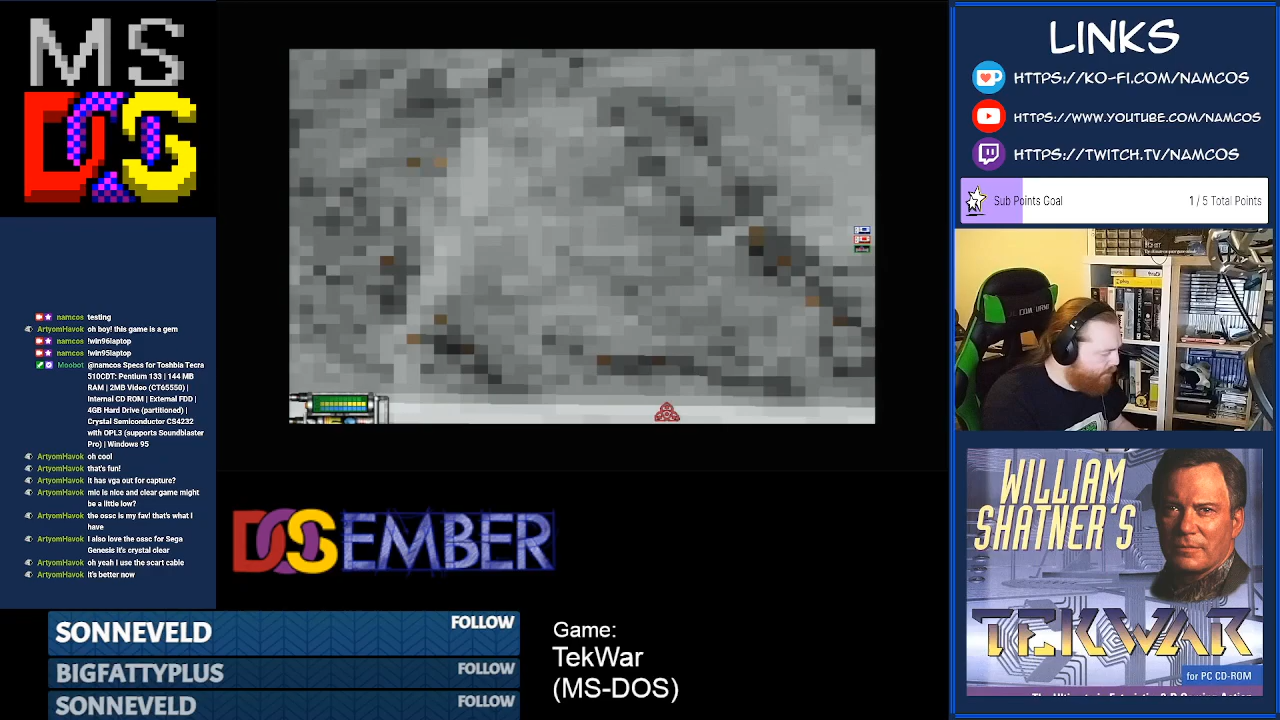 MS
DOS
namcos testing
ArtyomHavok oh boy! this game is a gem
namcos !win96laptop
namcos !win95laptop
Moobot @namcos Specs for Toshbia Tecra
510CDT: Pentium 133 | 144 MB
RAM | 2MB Video (CT65550) |
Internal CD ROM | External FDD |
4GB Hard Drive (partitioned) |
Crystal Semiconductor CS4232
with OPL3 (supports Soundblaster
Pro) | Windows 95
ArtyomHavok oh cool
ArtyomHavok that's fun!
ArtyomHavok it has vga out for capture?
ArtyomHavok mic is nice and clear game might
be a little low?
ArtyomHavok the ossc is my fav! that's what i
have
ArtyomHavok I also love the ossc for Sega
Genesis it's crystal clear
ArtyomHavok oh yeah I use the scart cable
ArtyomHavok It's better now
DOSEMBER
SONNEVELD FOLLOW
BIGFATTYPLUS FOLLOW
SONNEVELD FOLLOW
Game:
TekWar
(MS-DOS)
LINKS
HTTPS://KO-FI.COM/NAMCOS
HTTPS://WWW.YOUTUBE.COM/NAMCOS
HTTPS://TWITCH.TV/NAMCOS
Sub Points Goal 1 / 5 Total Points
WILLIAM
SHATNER'S
TEKWAR
for PC CD-ROM